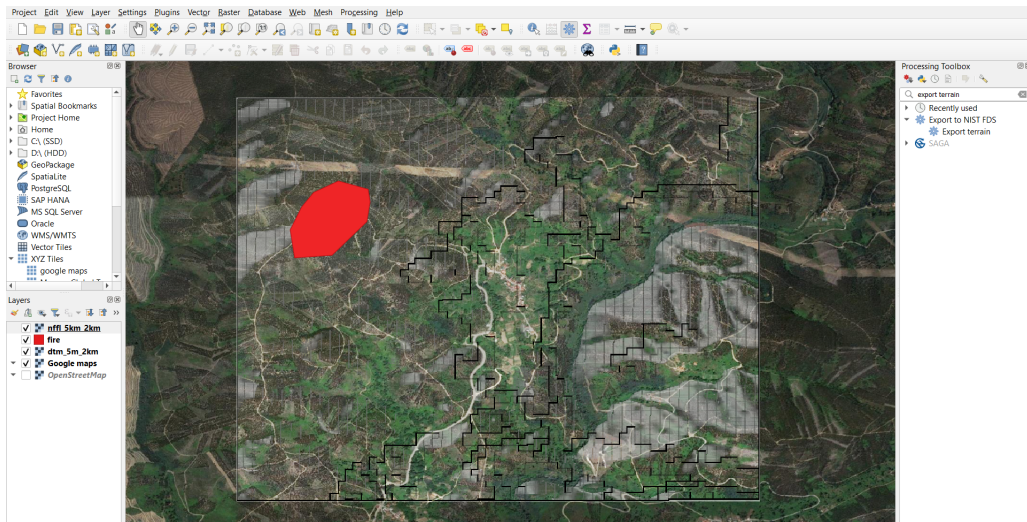 Project Edit View Layer Settings Plugins Vector Raster Database Web Mesh Processing Help
Browser
Favorites
Spatial Bookmarks
Project Home
Home
C:\ (SSD)
D:\ (HDD)
GeoPackage
SpatiaLite
PostgreSQL
SAP HANA
MS SQL Server
Oracle
WMS/WMTS
Vector Tiles
XYZ Tiles
google maps
Layers
nffl_5km_2km
fire
dtm_5m_2km
Google maps
OpenStreetMap
Processing Toolbox
export terrain
Recently used
Export to NIST FDS
Export terrain
SAGA